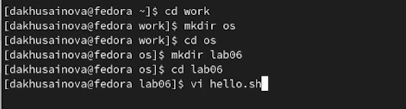 [dakhusainova@fedora ~]$ cd work
[dakhusainova@fedora work]$ mkdir os
[dakhusainova@fedora work]$ cd os
[dakhusainova@fedora os]$ mkdir lab06
[dakhusainova@fedora os]$ cd lab06
[dakhusainova@fedora lab06]$ vi hello.sh